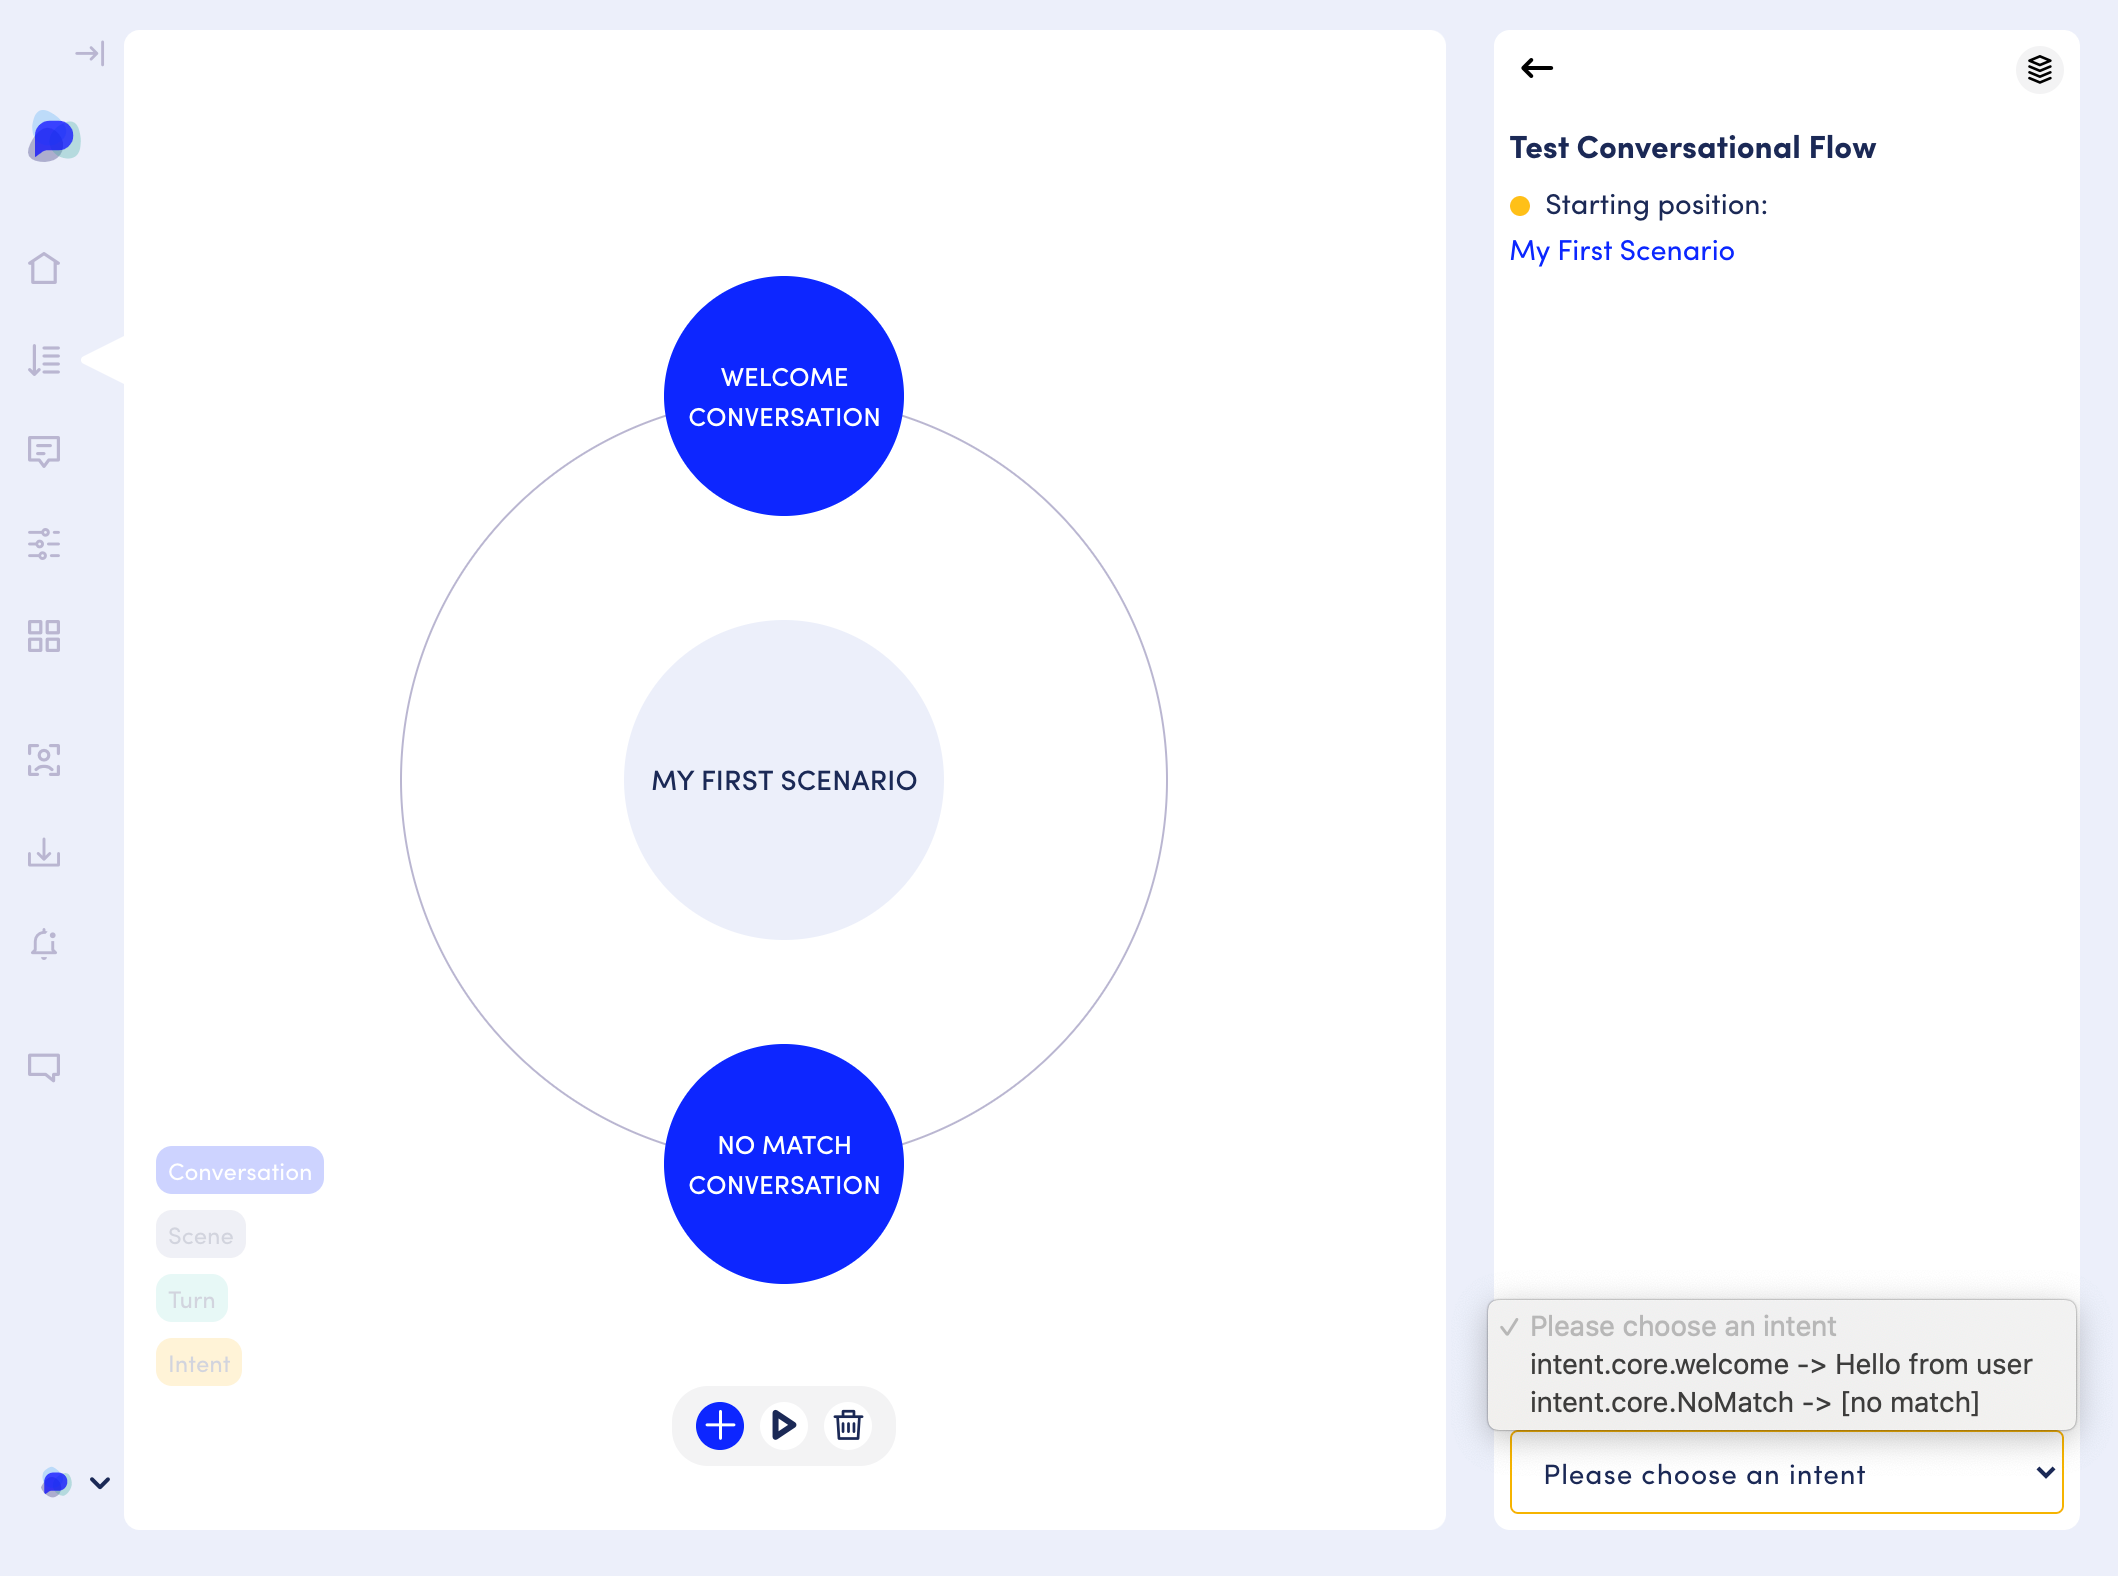 WELCOME
CONVERSATION
MY FIRST SCENARIO
NO MATCH
CONVERSATION
Conversation
Scene
Turn
Intent
Test Conversational Flow
Starting position:
My First Scenario
Please choose an intent
intent.core.welcome -> Hello from user
intent.core.NoMatch -> [no match]
Please choose an intent